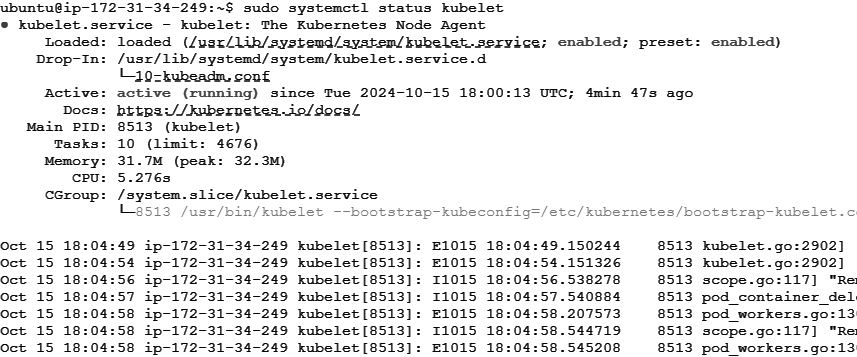 ubuntu@ip-172-31-34-249:~$ sudo systemctl status kubelet
● kubelet.service - kubelet: The Kubernetes Node Agent
Loaded: loaded (/usr/lib/systemd/system/kubelet.service; enabled; preset: enabled)
Drop-In: /usr/lib/systemd/system/kubelet.service.d
└─10-kubeadm.conf
Active: active (running) since Tue 2024-10-15 18:00:13 UTC; 4min 47s ago
Docs: https://kubernetes.io/docs/
Main PID: 8513 (kubelet)
Tasks: 10 (limit: 4676)
Memory: 31.7M (peak: 32.3M)
CPU: 5.276s
CGroup: /system.slice/kubelet.service
└─8513 /usr/bin/kubelet --bootstrap-kubeconfig=/etc/kubernetes/bootstrap-kubelet.co
Oct 15 18:04:49 ip-172-31-34-249 kubelet[8513]: E1015 18:04:49.150244 8513 kubelet.go:2902]
Oct 15 18:04:54 ip-172-31-34-249 kubelet[8513]: E1015 18:04:54.151326 8513 kubelet.go:2902]
Oct 15 18:04:56 ip-172-31-34-249 kubelet[8513]: I1015 18:04:56.538278 8513 scope.go:117] "Rem
Oct 15 18:04:57 ip-172-31-34-249 kubelet[8513]: I1015 18:04:57.540884 8513 pod_container_dele
Oct 15 18:04:58 ip-172-31-34-249 kubelet[8513]: E1015 18:04:58.207573 8513 pod_workers.go:130
Oct 15 18:04:58 ip-172-31-34-249 kubelet[8513]: I1015 18:04:58.544719 8513 scope.go:117] "Rem
Oct 15 18:04:58 ip-172-31-34-249 kubelet[8513]: E1015 18:04:58.545208 8513 pod_workers.go:130